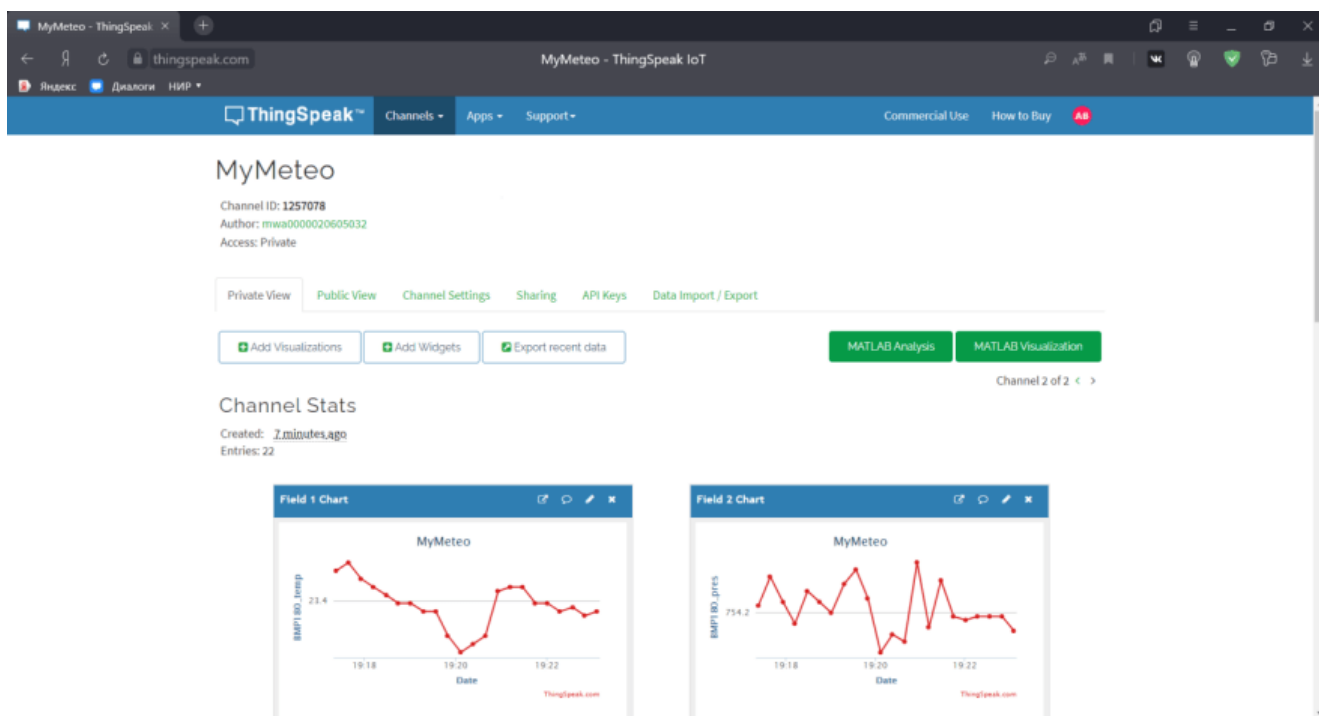 MyMeteo - ThingSpeak
thingspeak.com
MyMeteo - ThingSpeak IoT
Яндекс Диалоги НИР
ThingSpeak™ Channels Apps Support Commercial Use How to Buy AB
MyMeteo
Channel ID: 1257078
Author: mwa0000020605032
Access: Private
Private View Public View Channel Settings Sharing API Keys Data Import / Export
Add Visualizations Add Widgets Export recent data MATLAB Analysis MATLAB Visualization
Channel 2 of 2 < >
Channel Stats
Created: 7 minutes ago
Entries: 22
Field 1 Chart
MyMeteo
BMP180_temp
23.4
19:18 19:20 19:22
Date
ThingSpeak.com
Field 2 Chart
MyMeteo
BMP180_pres
754.2
19:18 19:20 19:22
Date
ThingSpeak.com